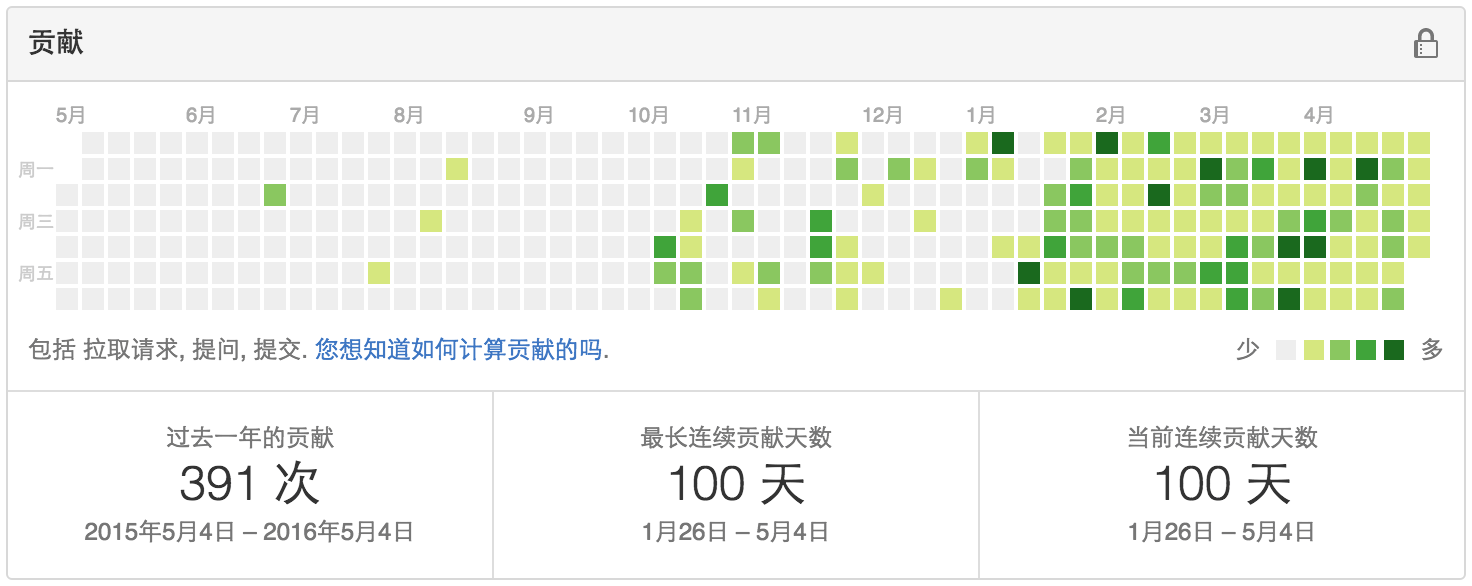 贡献
5月 6月 7月 8月 9月 10月 11月 12月 1月 2月 3月 4月
周一
周三
周五
包括 拉取请求, 提问, 提交. 您想知道如何计算贡献的吗.
少 多
过去一年的贡献
391 次
2015年5月4日 – 2016年5月4日
最长连续贡献天数
100 天
1月26日 – 5月4日
当前连续贡献天数
100 天
1月26日 – 5月4日